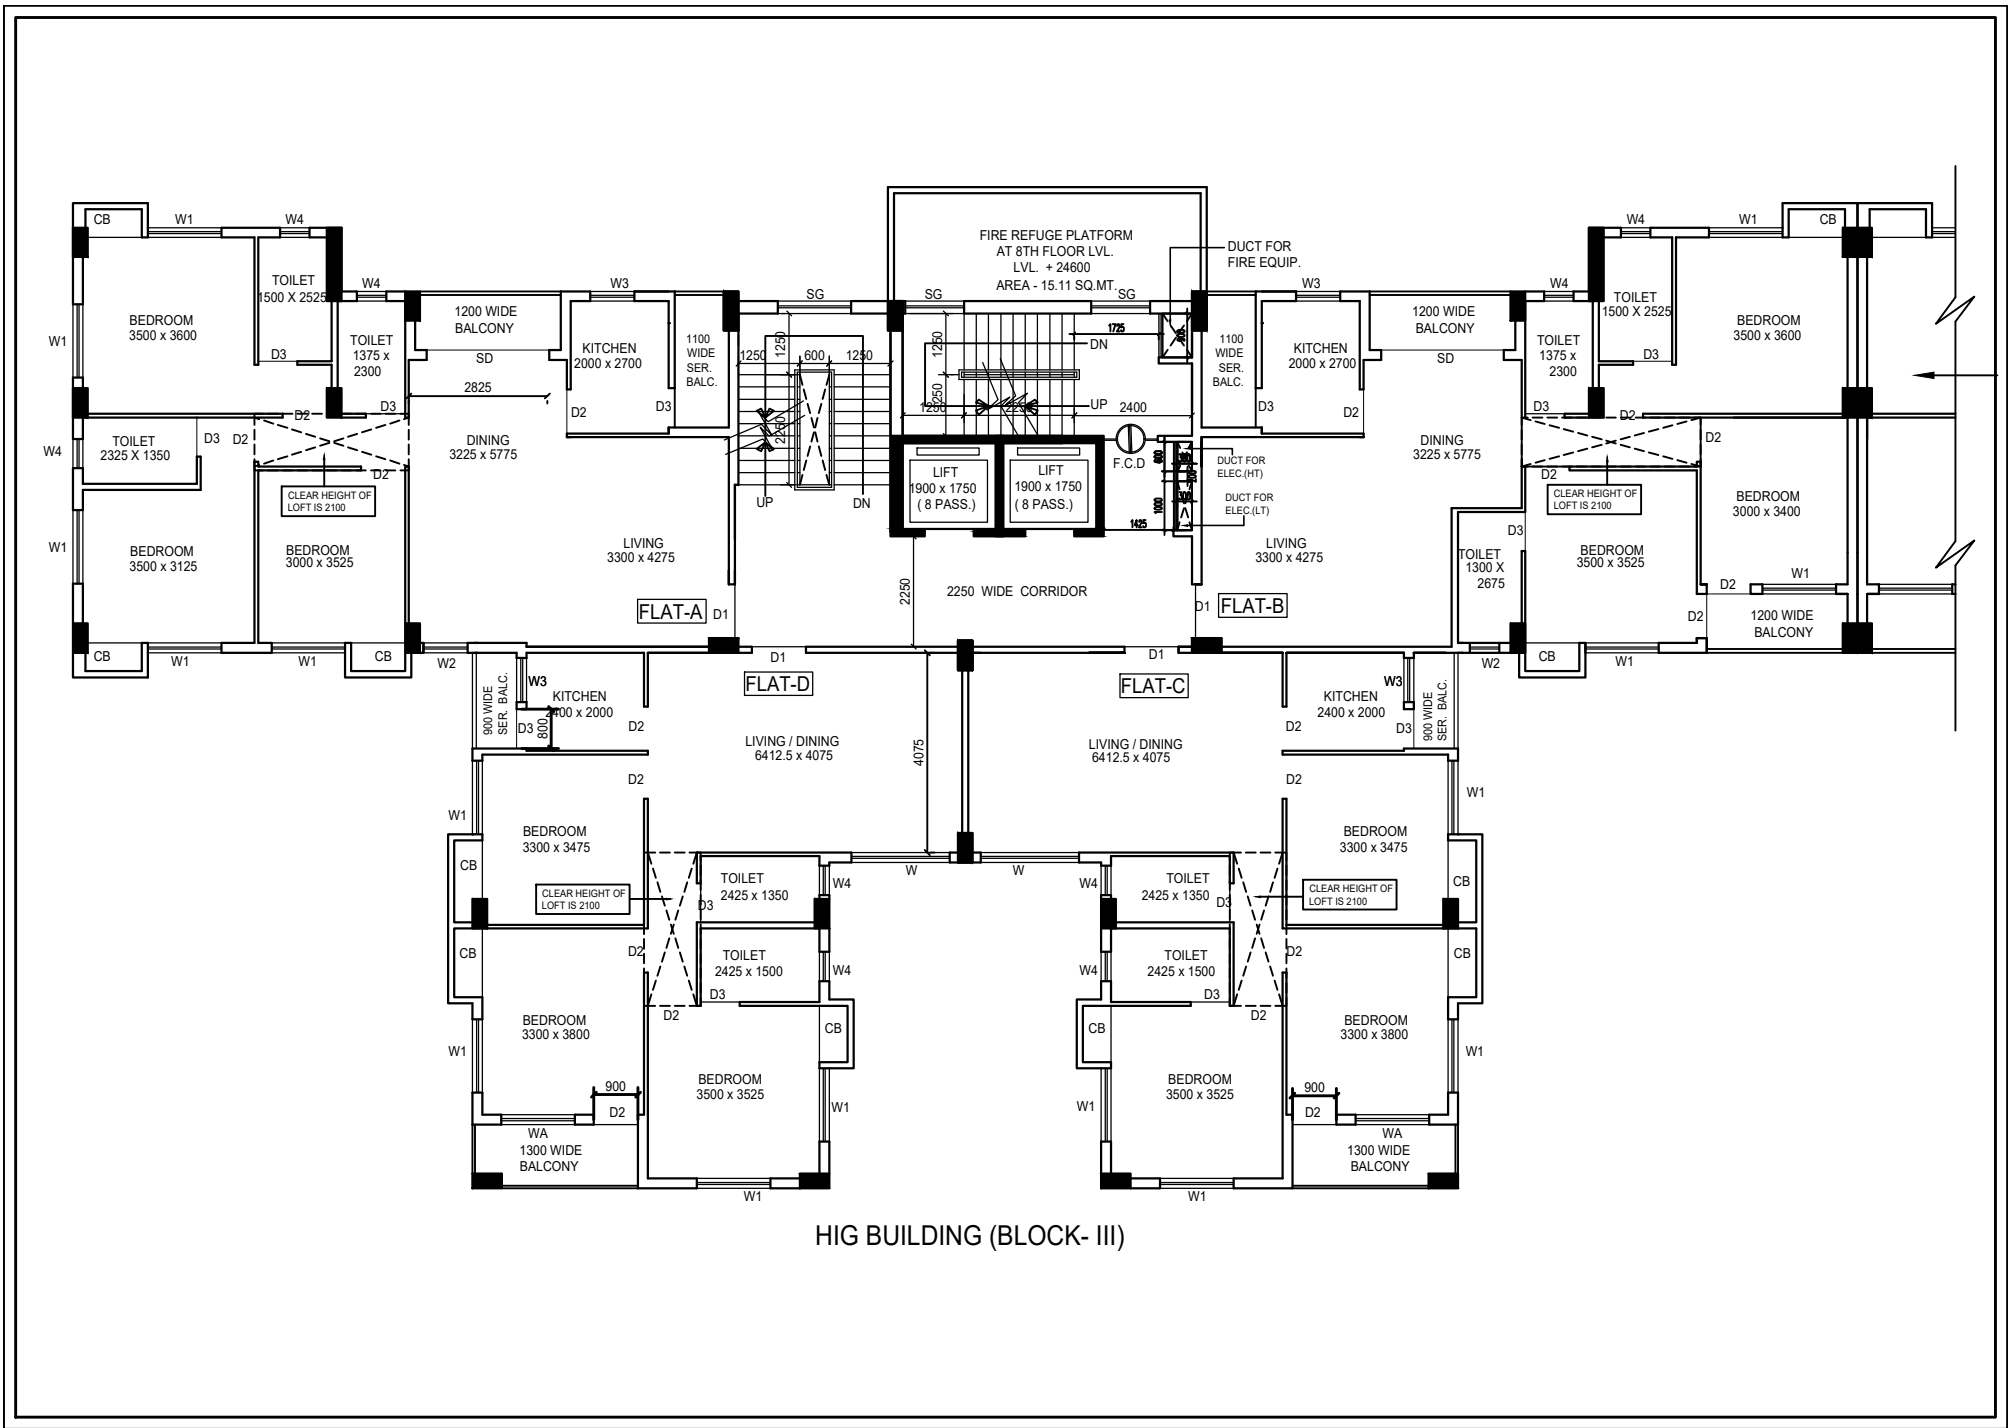 FIRE REFUGE PLATFORM
AT 8TH FLOOR LVL.
LVL. + 24600
AREA - 15.11 SQ.MT.
DUCT FOR
FIRE EQUIP.
CB
W1
W4
W4
W1
CB
TOILET
1500 X 2525
W4
W3
SG
SG
SG
W3
W4
TOILET
1500 X 2525
BEDROOM
3500 x 3600
W1
D3
TOILET
1375 x
2300
D3
1200 WIDE
BALCONY
SD
2825
KITCHEN
2000 x 2700
D2
D3
1100
WIDE
SER.
BALC.
1250
1250
600
1250
2250
UP
DN
1250
1250
1250
2250
2400
1725
900
DN
UP
1100
WIDE
SER.
BALC.
KITCHEN
2000 x 2700
D3
D2
1200 WIDE
BALCONY
SD
TOILET
1375 x
2300
D3
D3
BEDROOM
3500 x 3600
D2
D2
TOILET
2325 X 1350
D3
D2
D2
W4
DINING
3225 x 5775
LIFT
1900 x 1750
( 8 PASS.)
LIFT
1900 x 1750
( 8 PASS.)
F.C.D
600
200
1000
1425
DUCT FOR
ELEC.(HT)
DUCT FOR
ELEC.(LT)
DINING
3225 x 5775
D2
D2
CLEAR HEIGHT OF
LOFT IS 2100
CLEAR HEIGHT OF
LOFT IS 2100
BEDROOM
3000 x 3400
W1
BEDROOM
3500 x 3125
BEDROOM
3000 x 3525
LIVING
3300 x 4275
LIVING
3300 x 4275
D3
TOILET
1300 X
2675
BEDROOM
3500 x 3525
D2
W1
D2
1200 WIDE
BALCONY
2250
2250 WIDE CORRIDOR
FLAT-A
D1
D1
FLAT-B
CB
W1
W1
CB
W2
D1
D1
W2
CB
W1
900 WIDE
SER. BALC.
W3
D3
800
KITCHEN
2400 x 2000
D2
FLAT-D
LIVING / DINING
6412.5 x 4075
4075
FLAT-C
LIVING / DINING
6412.5 x 4075
D2
KITCHEN
2400 x 2000
W3
D3
900 WIDE
SER. BALC.
D2
D2
W1
W1
BEDROOM
3300 x 3475
BEDROOM
3300 x 3475
CB
CB
CLEAR HEIGHT OF
LOFT IS 2100
CLEAR HEIGHT OF
LOFT IS 2100
TOILET
2425 x 1350
D3
W4
W
W
W4
TOILET
2425 x 1350
D3
CB
D2
TOILET
2425 x 1500
D3
W4
W4
TOILET
2425 x 1500
D3
D2
CB
BEDROOM
3300 x 3800
D2
CB
CB
D2
BEDROOM
3300 x 3800
W1
W1
BEDROOM
3500 x 3525
W1
W1
BEDROOM
3500 x 3525
900
D2
900
D2
WA
1300 WIDE
BALCONY
WA
1300 WIDE
BALCONY
W1
W1
HIG BUILDING (BLOCK- III)